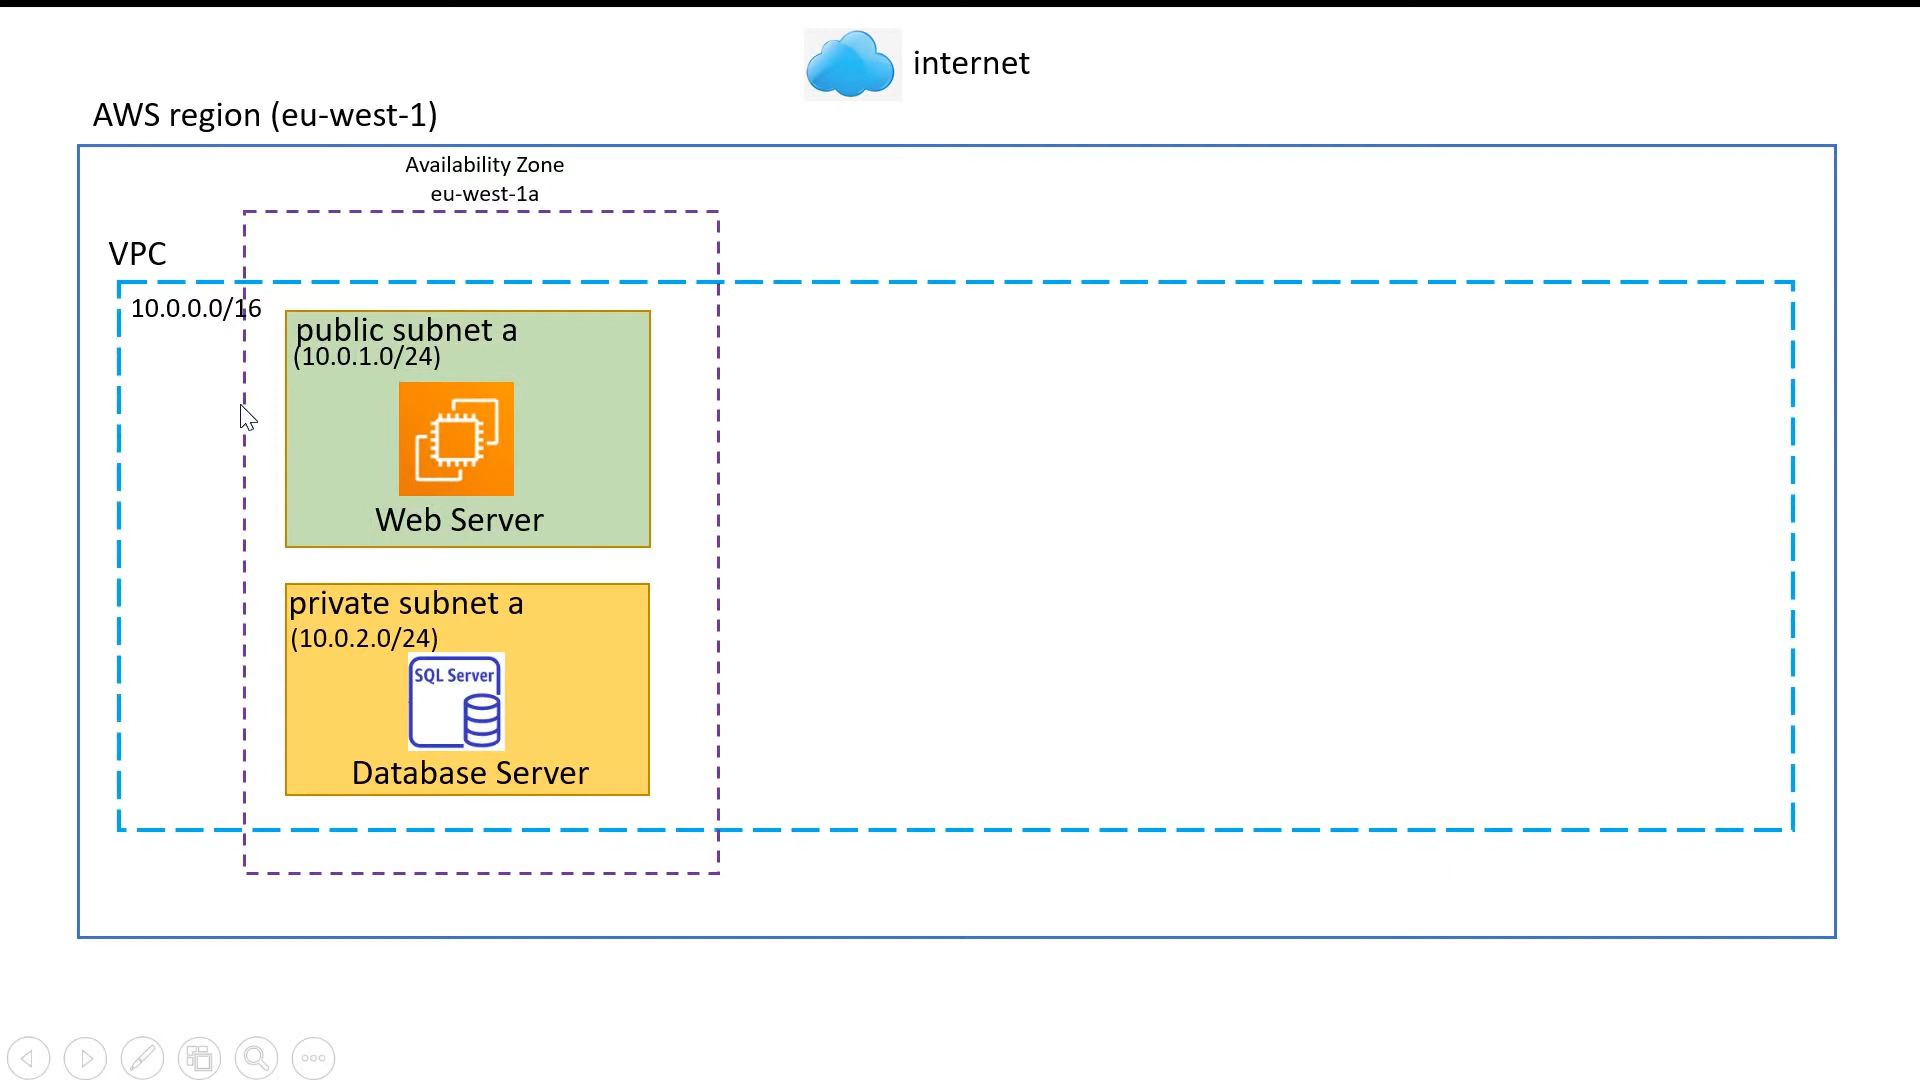 internet
AWS region (eu-west-1)
Availability Zone
eu-west-1a
VPC
10.0.0.0/16
public subnet a
(10.0.1.0/24)
Web Server
private subnet a
(10.0.2.0/24)
SQL Server
Database Server